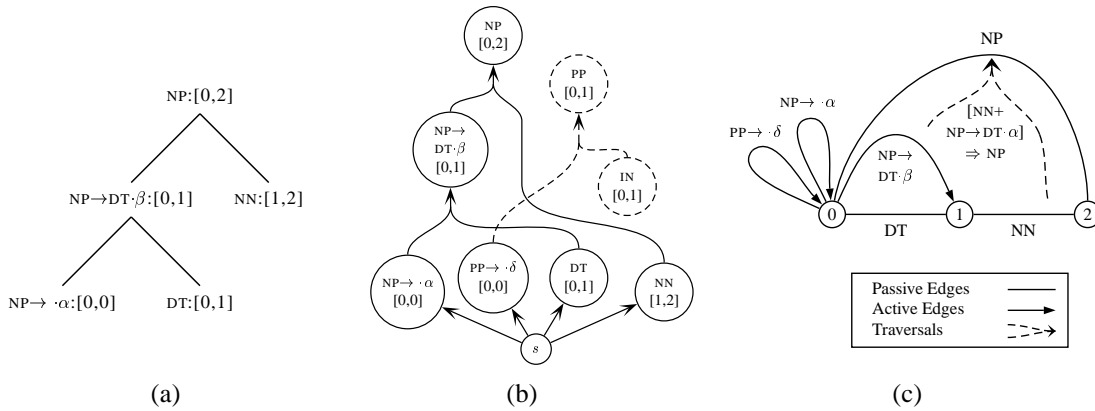 NP:[0,2]
NP→DT·β:[0,1]
NN:[1,2]
NP→ ·α:[0,0]
DT:[0,1]
(a)
NP
[0,2]
PP
[0,1]
NP→
DT·β
[0,1]
IN
[0,1]
NP→ ·α
[0,0]
PP→ ·δ
[0,0]
DT
[0,1]
NN
[1,2]
s
(b)
NP
NP→ ·α
PP→ ·δ
[NN+
NP→DT·α]
⇒ NP
NP→
DT·β
0
1
2
DT
NN
Passive Edges
Active Edges
Traversals
(c)